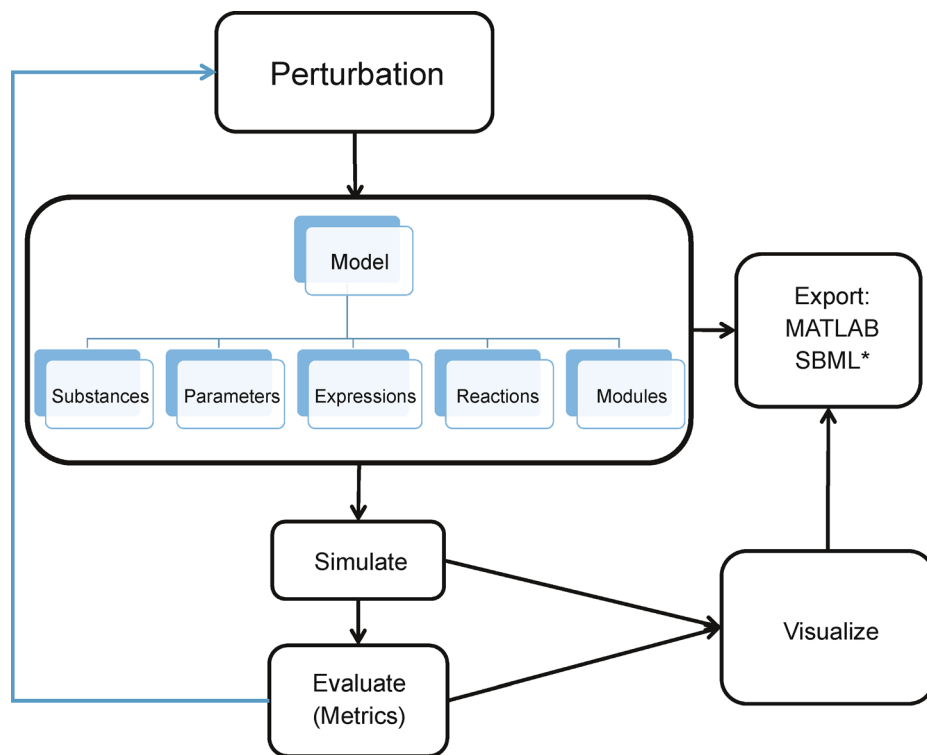 Perturbation
Model
Substances
Parameters
Expressions
Reactions
Modules
Export:
MATLAB
SBML*
Simulate
Evaluate
(Metrics)
Visualize